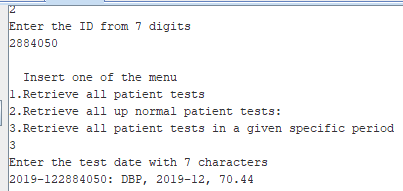 2
Enter the ID from 7 digits
2884050
Insert one of the menu
1.Retrieve all patient tests
2.Retrieve all up normal patient tests:
3.Retrieve all patient tests in a given specific period
3
Enter the test date with 7 characters
2019-122884050: DBP, 2019-12, 70.44